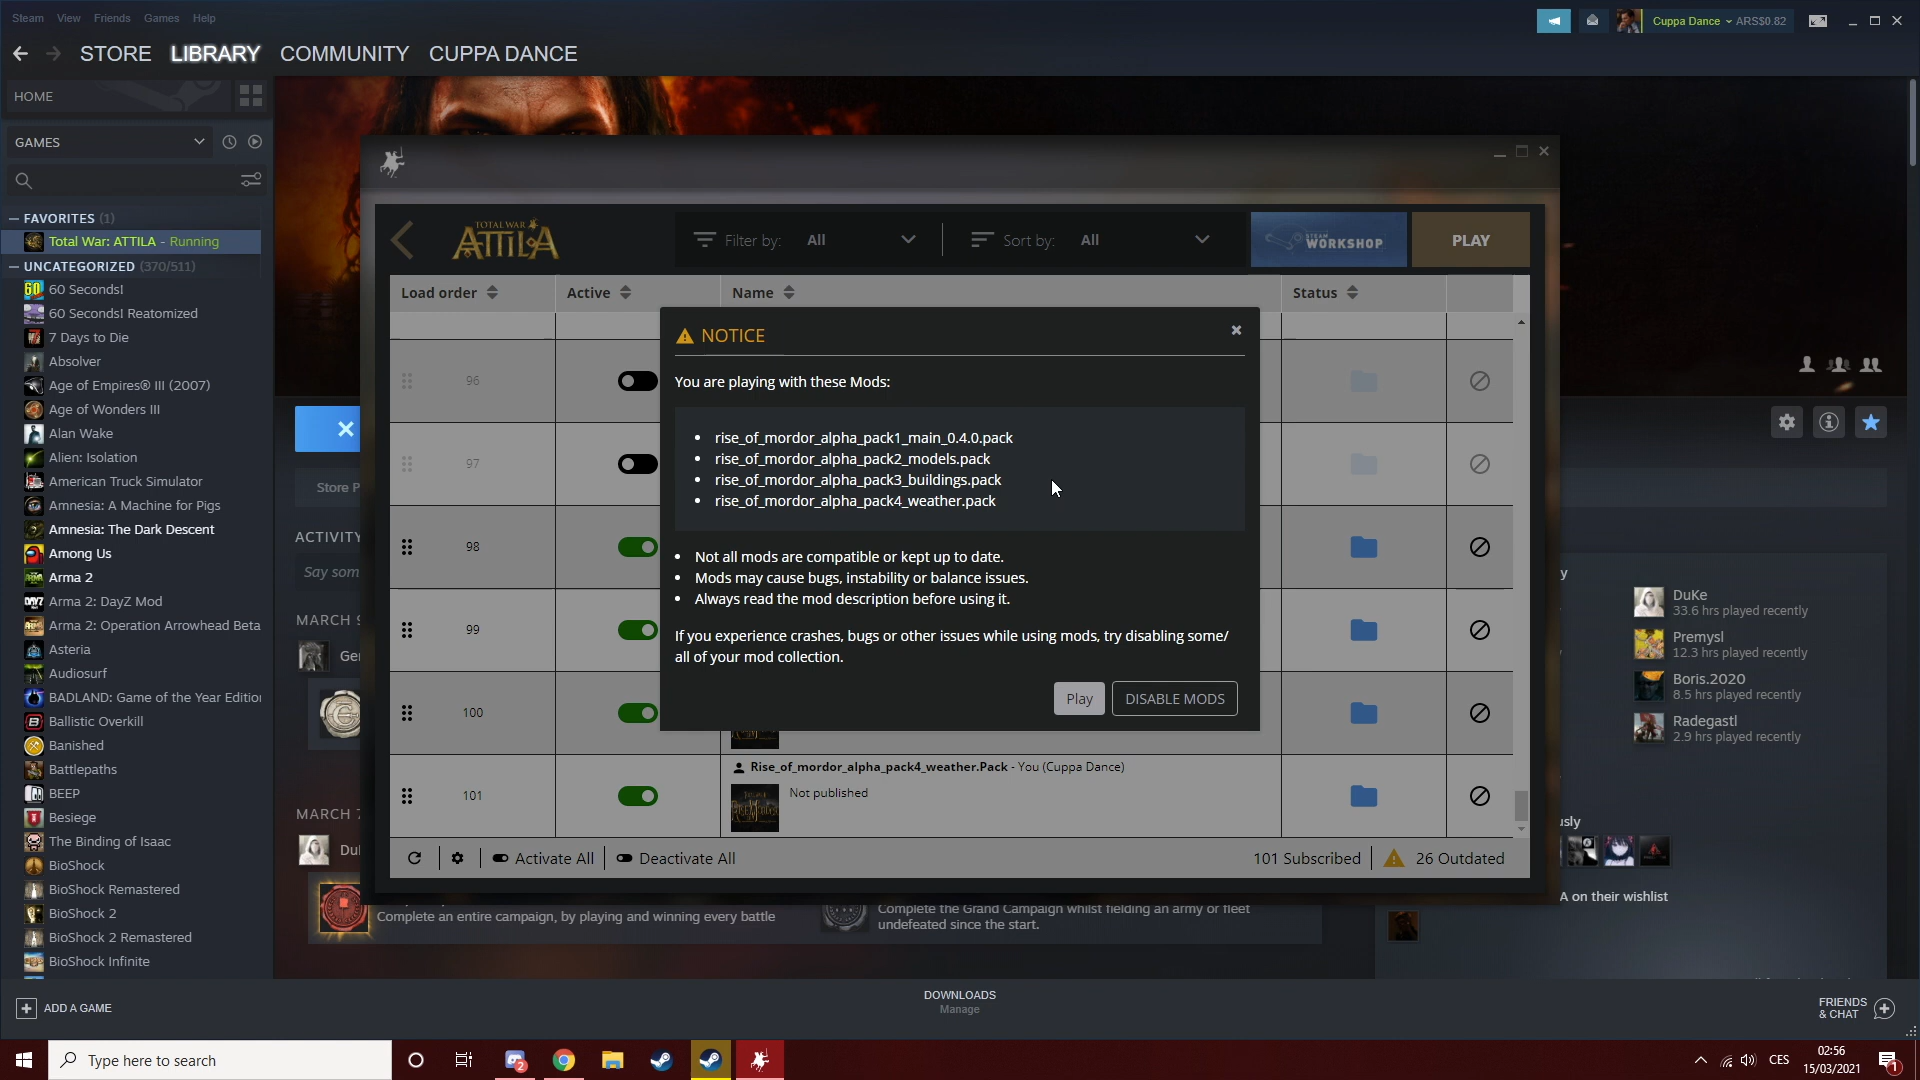 Steam View Friends Games Help
Cuppa Dance ARS$0.82
STORE LIBRARY COMMUNITY CUPPA DANCE
HOME
GAMES
FAVORITES (1)
Total War: ATTILA - Running
UNCATEGORIZED (370/511)
60 Seconds!
60 Seconds! Reatomized
7 Days to Die
Absolver
Age of Empires® III (2007)
Age of Wonders III
Alan Wake
Alien: Isolation
American Truck Simulator
Amnesia: A Machine for Pigs
Amnesia: The Dark Descent
Among Us
Arma 2
Arma 2: DayZ Mod
Arma 2: Operation Arrowhead Beta
Asteria
Audiosurf
BADLAND: Game of the Year Edition
Ballistic Overkill
Banished
Battlepaths
BEEP
Besiege
The Binding of Isaac
BioShock
BioShock Remastered
BioShock 2
BioShock 2 Remastered
BioShock Infinite
Store P
ACTIVITY
Say som
MARCH 9
Ger
MARCH 7
Du
TOTAL WAR
ATTILA
Filter by: All
Sort by: All
STEAM WORKSHOP
PLAY
Load order Active Name Status
96
97
98
99
100
101
NOTICE
You are playing with these Mods:
rise_of_mordor_alpha_pack1_main_0.4.0.pack
rise_of_mordor_alpha_pack2_models.pack
rise_of_mordor_alpha_pack3_buildings.pack
rise_of_mordor_alpha_pack4_weather.pack
Not all mods are compatible or kept up to date.
Mods may cause bugs, instability or balance issues.
Always read the mod description before using it.
If you experience crashes, bugs or other issues while using mods, try disabling some/
all of your mod collection.
Play DISABLE MODS
Rise_of_mordor_alpha_pack4_weather.Pack - You (Cuppa Dance)
Not published
Activate All Deactivate All
101 Subscribed 26 Outdated
Complete an entire campaign, by playing and winning every battle
Complete the Grand Campaign whilst fielding an army or fleet
undefeated since the start.
y
DuKe
33.6 hrs played recently
Premysl
12.3 hrs played recently
Boris.2020
8.5 hrs played recently
Radegastl
2.9 hrs played recently
usly
A on their wishlist
ADD A GAME
DOWNLOADS
Manage
FRIENDS
& CHAT
Type here to search
2
CES
02:56
15/03/2021
1